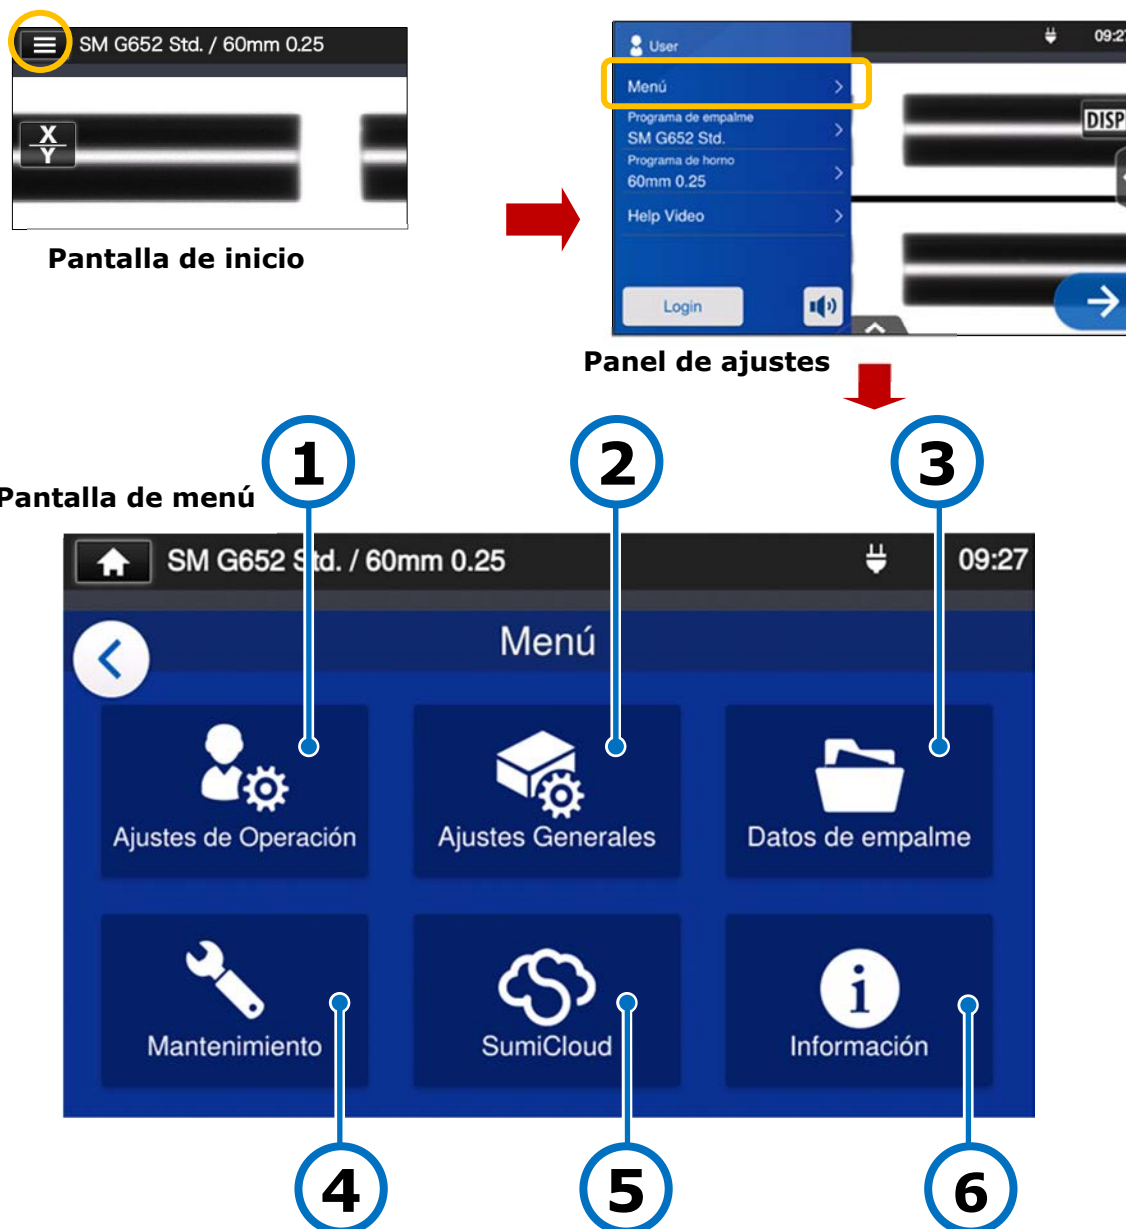 SM G652 Std. / 60mm 0.25
X
Y
Pantalla de inicio
User
09:27
Menú
Programa de empalme
SM G652 Std.
Programa de horno
60mm 0.25
Help Video
Login
DISP
Panel de ajustes
1
2
3
Pantalla de menú
SM G652 Std. / 60mm 0.25
09:27
Menú
Ajustes de Operación
Ajustes Generales
Datos de empalme
Mantenimiento
SumiCloud
Información
4
5
6